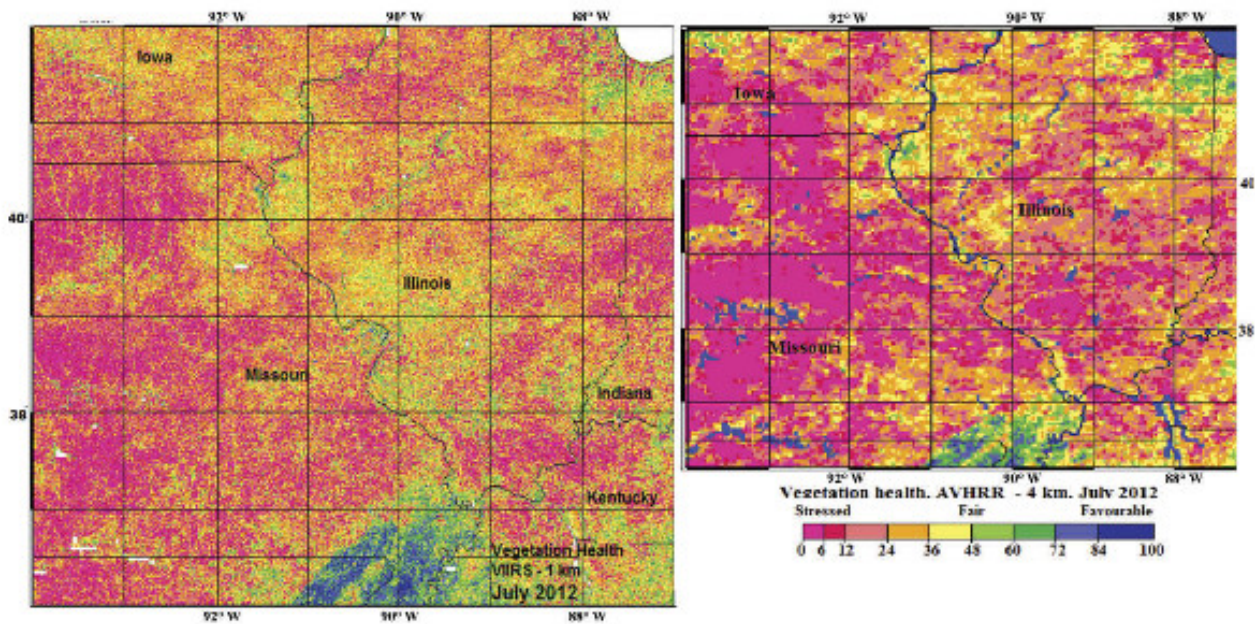 92° W 90° W 88° W
Iowa
40°
Illinois
Missouri
Indiana
38°
Kentucky
Vegetation Health
VIIRS - 1 km
July 2012
92° W 90° W 88° W
92° W 90° W 88° W
Iowa
40
Illinois
38
Missouri
92° W 90° W 88° W
Vegetation health. AVHRR - 4 km. July 2012
Stressed Fair Favourable
0 6 12 24 36 48 60 72 84 100